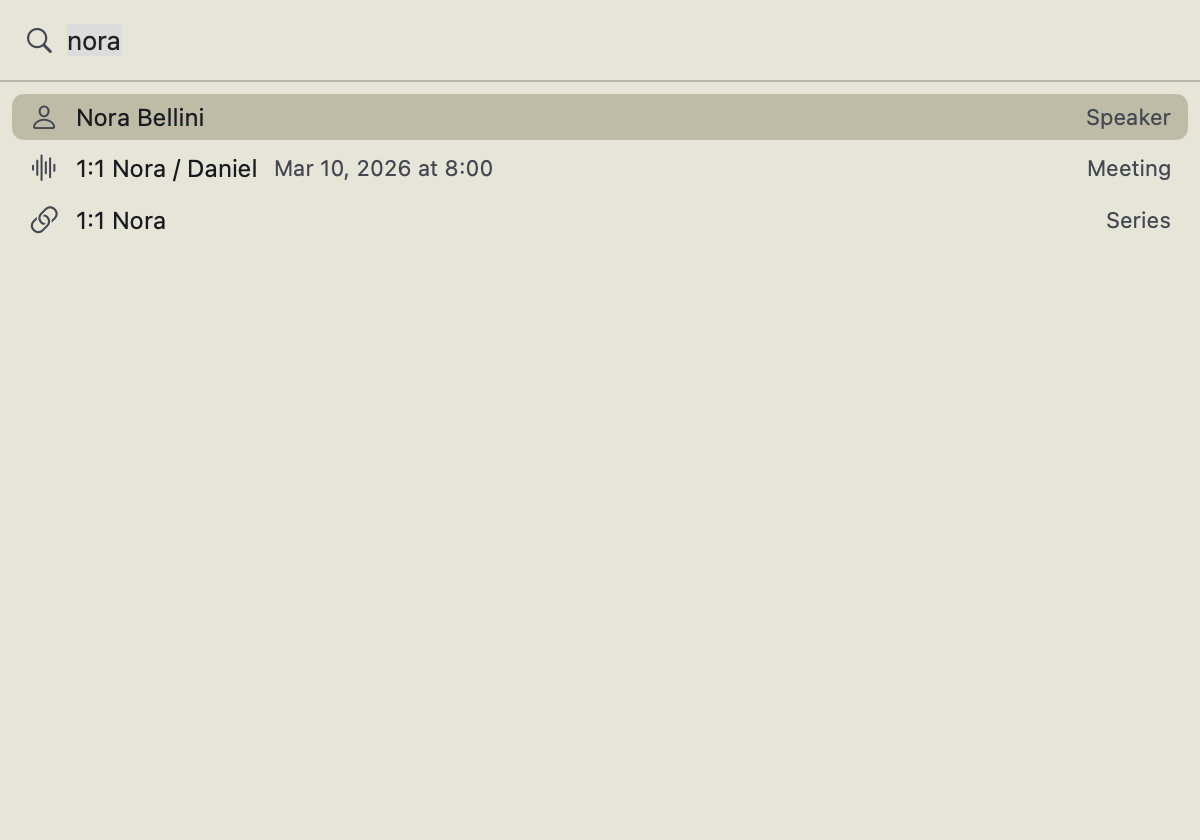 nora
Nora Bellini Speaker
1:1 Nora / Daniel Mar 10, 2026 at 8:00 Meeting
1:1 Nora Series